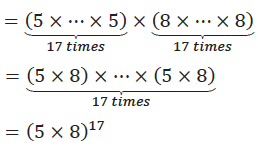 = (5 × ⋯ × 5) × (8 × ⋯ × 8)
17 times 17 times
= (5 × 8) × ⋯ × (5 × 8)
17 times
= (5 × 8)¹⁷